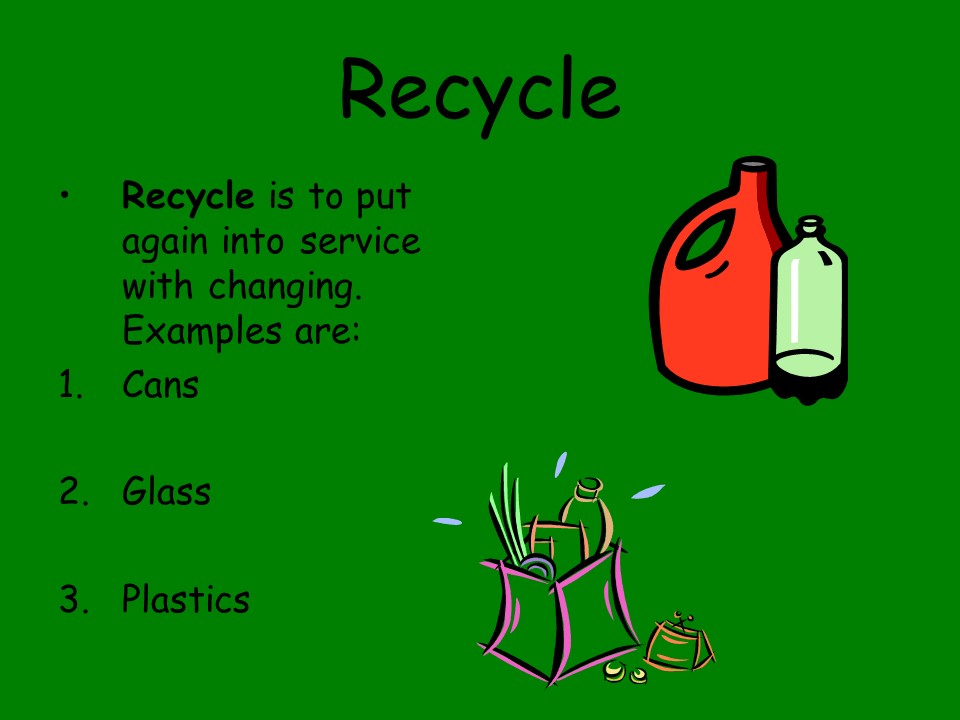 Recycle
• Recycle is to put
again into service
with changing.
Examples are:
1. Cans
2. Glass
3. Plastics